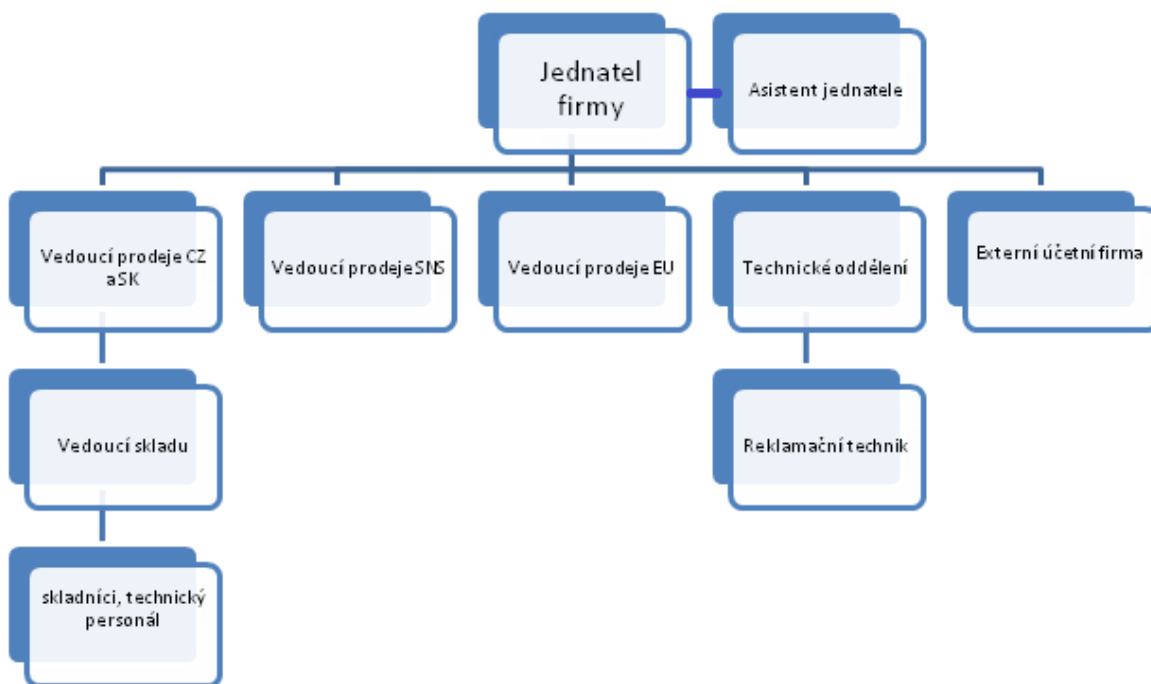 Jednatel
firmy
Asistent jednatele
Vedoucí prodeje CZ
a SK
Vedoucí prodeje SNS
Vedoucí prodeje EU
Technické oddělení
Externí účetní firma
Vedoucí skladu
Reklamační technik
skladníci, technický
personál